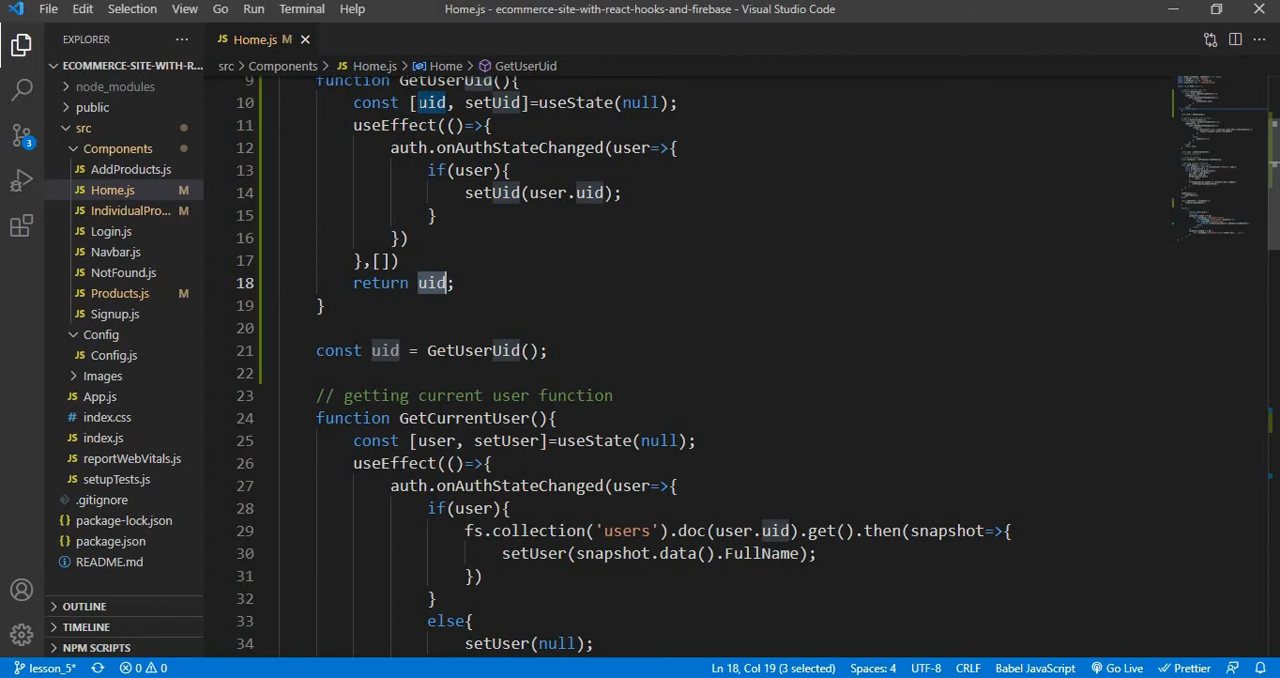 File Edit Selection View Go Run Terminal Help Home.js - ecommerce-site-with-react-hooks-and-firebase - Visual Studio Code
EXPLORER
ECOMMERCE-SITE-WITH-R...
node_modules
public
src
Components
AddProducts.js
Home.js M
IndividualPro... M
Login.js
Navbar.js
NotFound.js
Products.js M
Signup.js
Config
Config.js
Images
App.js
index.css
index.js
reportWebVitals.js
setupTests.js
.gitignore
package-lock.json
package.json
README.md
OUTLINE
TIMELINE
NPM SCRIPTS
3
JS Home.js M
src > Components > JS Home.js > Home > GetUserUid
9 function GetUserUid(){
10 const [uid, setUid]=useState(null);
11 useEffect(()=>{
12 auth.onAuthStateChanged(user=>{
13 if(user){
14 setUid(user.uid);
15 }
16 })
17 },[])
18 return uid;
19 }
20
21 const uid = GetUserUid();
22
23 // getting current user function
24 function GetCurrentUser(){
25 const [user, setUser]=useState(null);
26 useEffect(()=>{
27 auth.onAuthStateChanged(user=>{
28 if(user){
29 fs.collection('users').doc(user.uid).get().then(snapshot=>{
30 setUser(snapshot.data().FullName);
31 })
32 }
33 else{
34 setUser(null);
lesson_5* 0 0 Ln 18, Col 19 (3 selected) Spaces: 4 UTF-8 CRLF Babel JavaScript Go Live Prettier